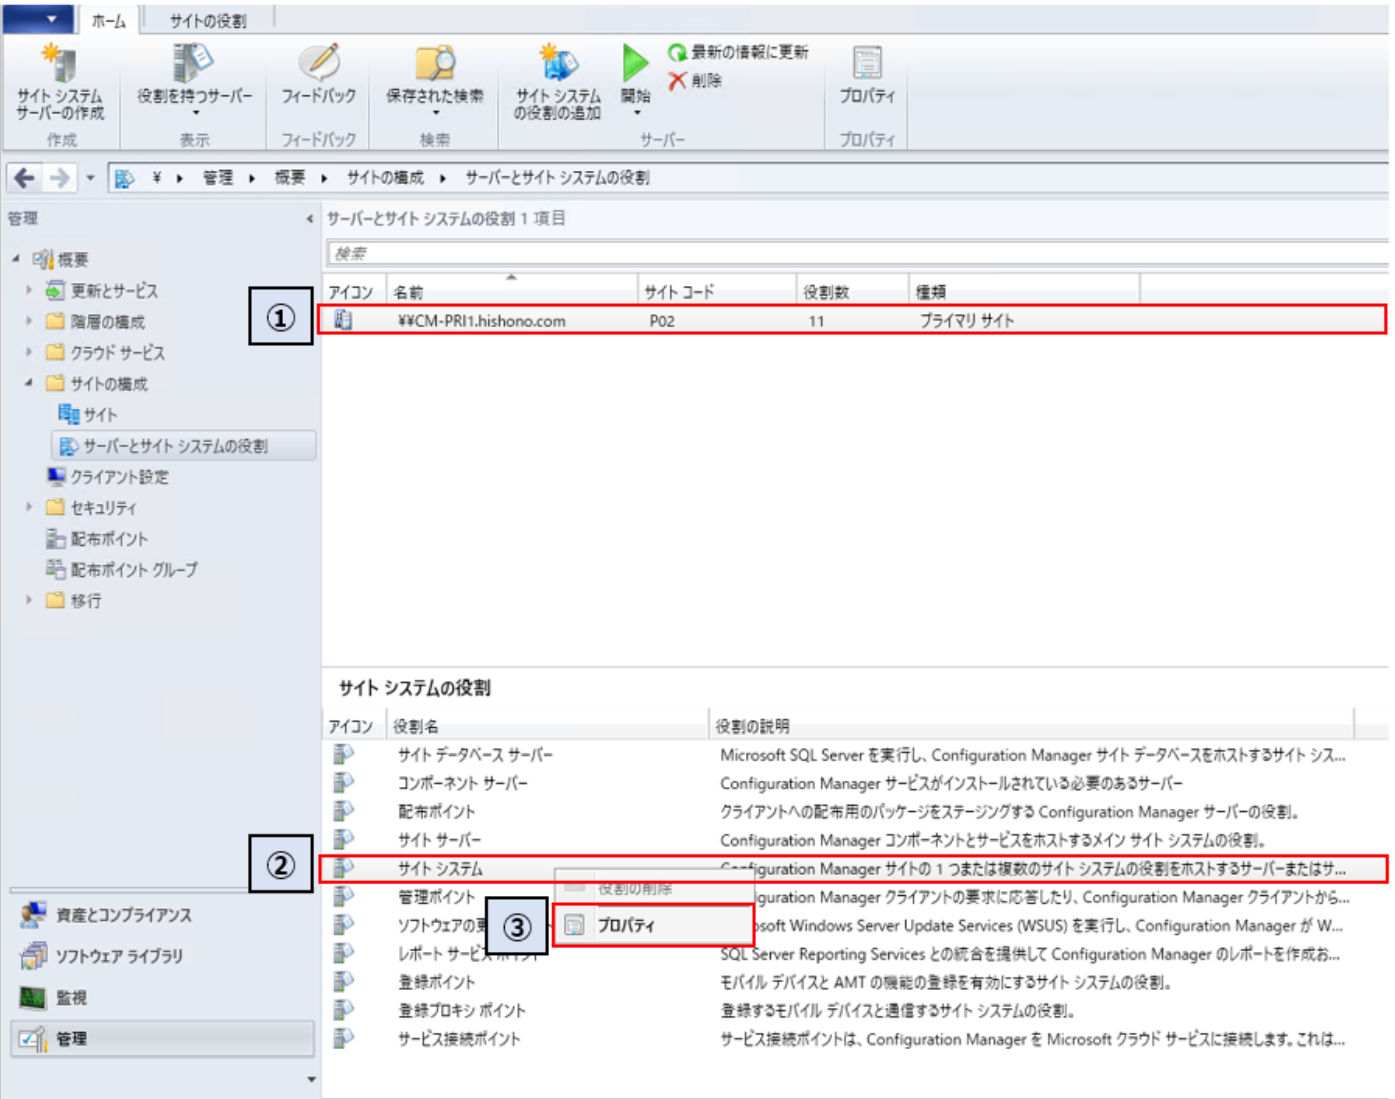 ホーム
サイトの役割
サイト システム
サーバーの作成
役割を持つサーバー
フィードバック
保存された検索
サイト システム
の役割の追加
開始
最新の情報に更新
削除
プロパティ
作成
表示
フィードバック
検索
サーバー
プロパティ
¥ ▸ 管理 ▸ 概要 ▸ サイトの構成 ▸ サーバーとサイト システムの役割
管理
概要
更新とサービス
階層の構成
クラウド サービス
サイトの構成
サイト
サーバーとサイト システムの役割
クライアント設定
セキュリティ
配布ポイント
配布ポイント グループ
移行
資産とコンプライアンス
ソフトウェア ライブラリ
監視
管理
サーバーとサイト システムの役割 1 項目
検索
アイコン 名前 サイト コード 役割数 種類
① ¥¥CM-PRI1.hishono.com P02 11 プライマリ サイト
サイト システムの役割
アイコン 役割名 役割の説明
サイト データベース サーバー Microsoft SQL Server を実行し、Configuration Manager サイト データベースをホストするサイト シス...
コンポーネント サーバー Configuration Manager サービスがインストールされている必要のあるサーバー
配布ポイント クライアントへの配布用のパッケージをステージングする Configuration Manager サーバーの役割。
サイト サーバー Configuration Manager コンポーネントとサービスをホストするメイン サイト システムの役割。
② サイト システム Configuration Manager サイトの 1 つまたは複数のサイト システムの役割をホストするサーバーまたはサ...
役割の削除
管理ポイント iguration Manager クライアントの要求に応答したり、Configuration Manager クライアントから...
③ プロパティ
ソフトウェアの更 osoft Windows Server Update Services (WSUS) を実行し、Configuration Manager が W...
レポート サービス ポイント SQL Server Reporting Services との統合を提供して Configuration Manager のレポートを作成お...
登録ポイント モバイル デバイスと AMT の機能の登録を有効にするサイト システムの役割。
登録プロキシ ポイント 登録するモバイル デバイスと通信するサイト システムの役割。
サービス接続ポイント サービス接続ポイントは、Configuration Manager を Microsoft クラウド サービスに接続します。これは...